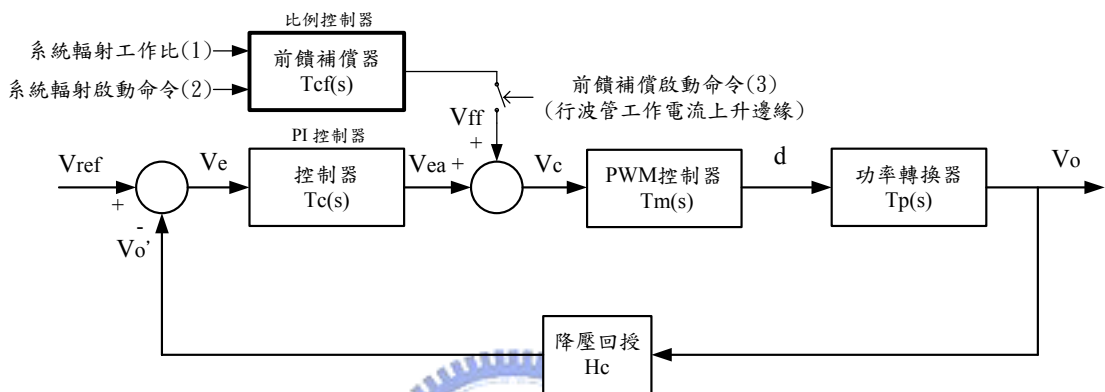 比例控制器
系統輻射工作比(1)
系統輻射啟動命令(2)
前饋補償器
Tcf(s)
前饋補償啟動命令(3)
(行波管工作電流上升邊緣)
Vff
+
PI 控制器
Vref
+
-
Vo'
Ve
控制器
Tc(s)
Vea +
Vc
PWM控制器
Tm(s)
d
功率轉換器
Tp(s)
Vo
降壓回授
Hc